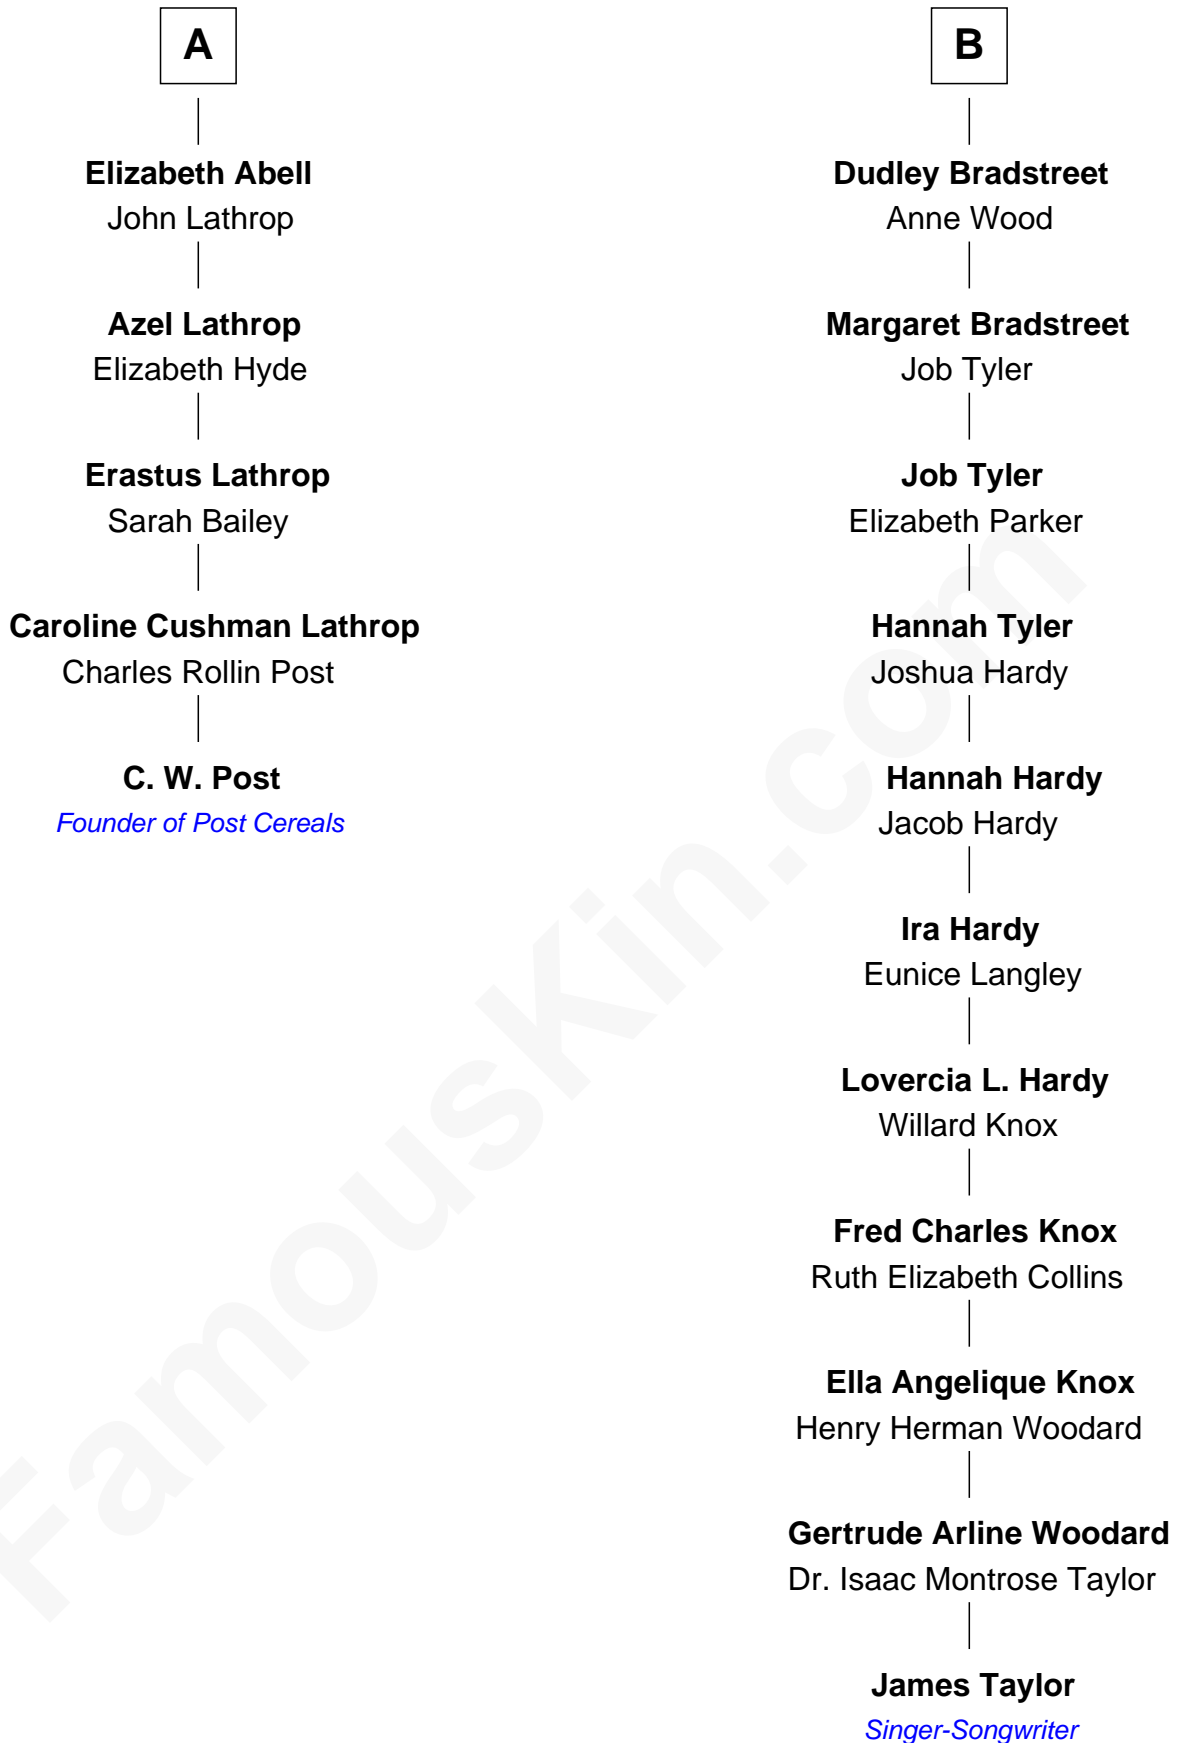 A
Elizabeth Abell
John Lathrop
Azel Lathrop
Elizabeth Hyde
Erastus Lathrop
Sarah Bailey
Caroline Cushman Lathrop
Charles Rollin Post
C. W. Post
Founder of Post Cereals
B
Dudley Bradstreet
Anne Wood
Margaret Bradstreet
Job Tyler
Job Tyler
Elizabeth Parker
Hannah Tyler
Joshua Hardy
Hannah Hardy
Jacob Hardy
Ira Hardy
Eunice Langley
Lovercia L. Hardy
Willard Knox
Fred Charles Knox
Ruth Elizabeth Collins
Ella Angelique Knox
Henry Herman Woodard
Gertrude Arline Woodard
Dr. Isaac Montrose Taylor
James Taylor
Singer-Songwriter
FamousKin.com